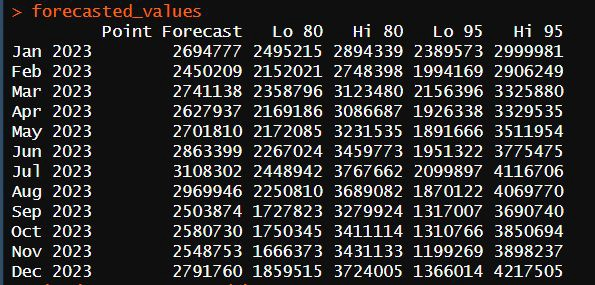 > forecasted_values
         Point Forecast   Lo 80   Hi 80   Lo 95   Hi 95
Jan 2023        2694777 2495215 2894339 2389573 2999981
Feb 2023        2450209 2152021 2748398 1994169 2906249
Mar 2023        2741138 2358796 3123480 2156396 3325880
Apr 2023        2627937 2169186 3086687 1926338 3329535
May 2023        2701810 2172085 3231535 1891666 3511954
Jun 2023        2863399 2267024 3459773 1951322 3775475
Jul 2023        3108302 2448942 3767662 2099897 4116706
Aug 2023        2969946 2250810 3689082 1870122 4069770
Sep 2023        2503874 1727823 3279924 1317007 3690740
Oct 2023        2580730 1750345 3411114 1310766 3850694
Nov 2023        2548753 1666373 3431133 1199269 3898237
Dec 2023        2791760 1859515 3724005 1366014 4217505